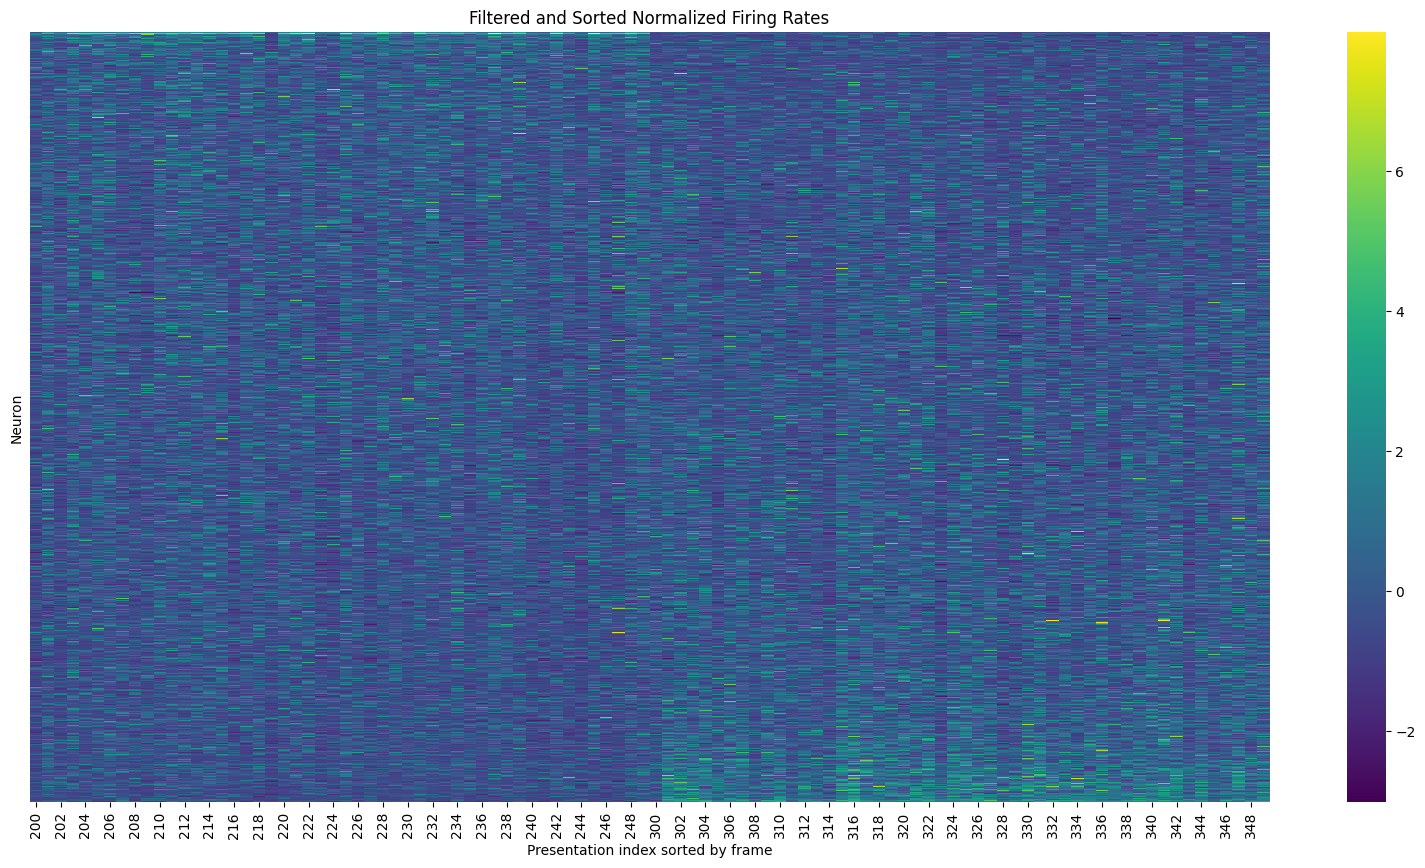 Filtered and Sorted Normalized Firing Rates
Neuron
200 202 204 206 208 210 212 214 216 218 220 222 224 226 228 230 232 234 236 238 240 242 244 246 248 300 302 304 306 308 310 312 314 316 318 320 322 324 326 328 330 332 334 336 338 340 342 344 346 348
Presentation index sorted by frame
6
4
2
0
−2